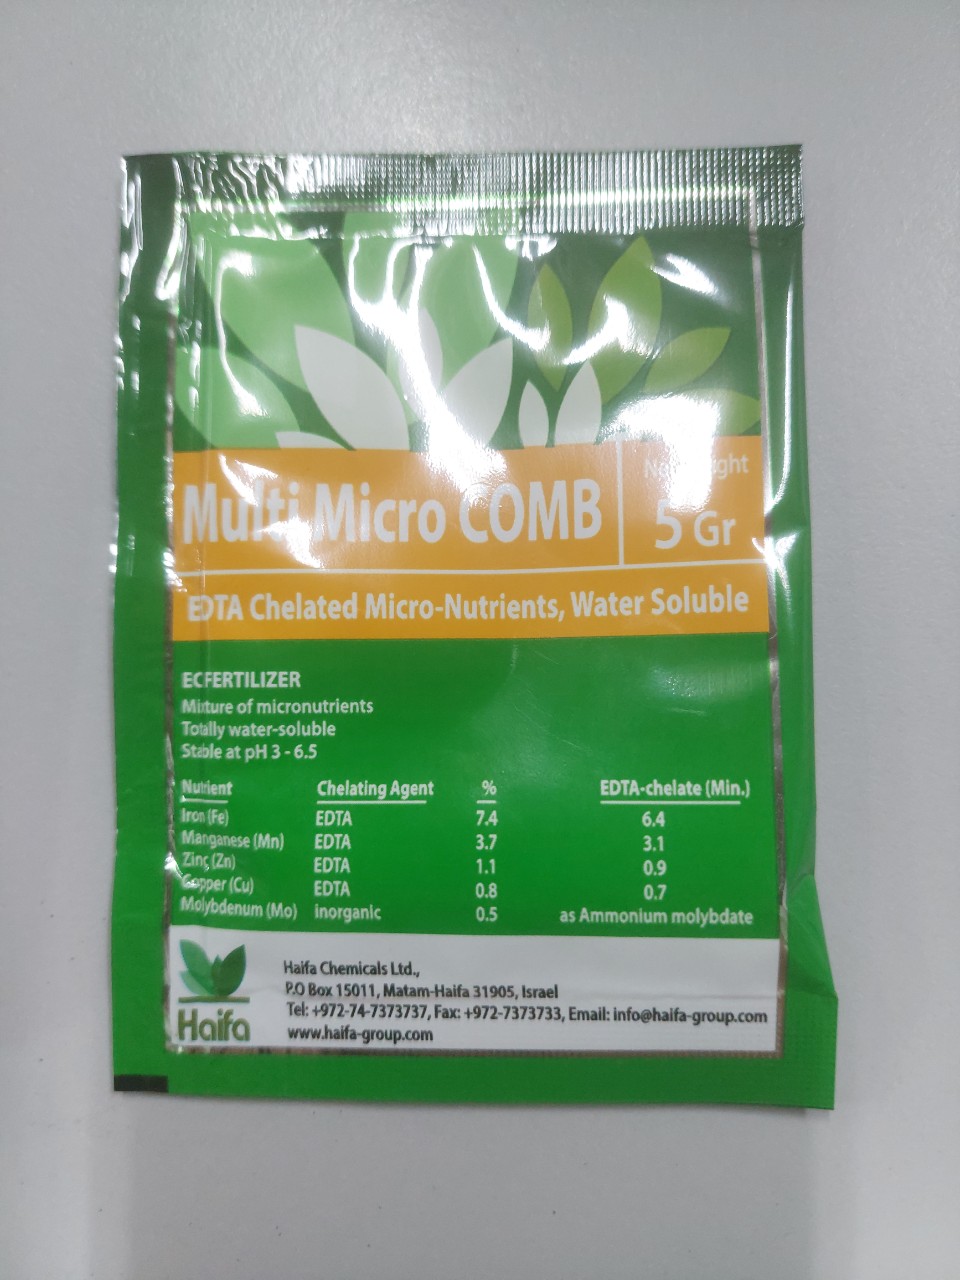 Multi Micro COMB
5 Gr
EDTA Chelated Micro-Nutrients, Water Soluble
ECFERTILIZER
Mixture of micronutrients
Totally water-soluble
Stable at pH 3 - 6.5
Nutrient Chelating Agent % EDTA-chelate (Min.)
Iron (Fe) EDTA 7.4 6.4
Manganese (Mn) EDTA 3.7 3.1
Zinc (Zn) EDTA 1.1 0.9
Copper (Cu) EDTA 0.8 0.7
Molybdenum (Mo) inorganic 0.5 as Ammonium molybdate
Haifa
Haifa Chemicals Ltd.,
P.O Box 15011, Matam-Haifa 31905, Israel
Tel: +972-74-7373737, Fax: +972-7373733, Email: info@haifa-group.com
www.haifa-group.com